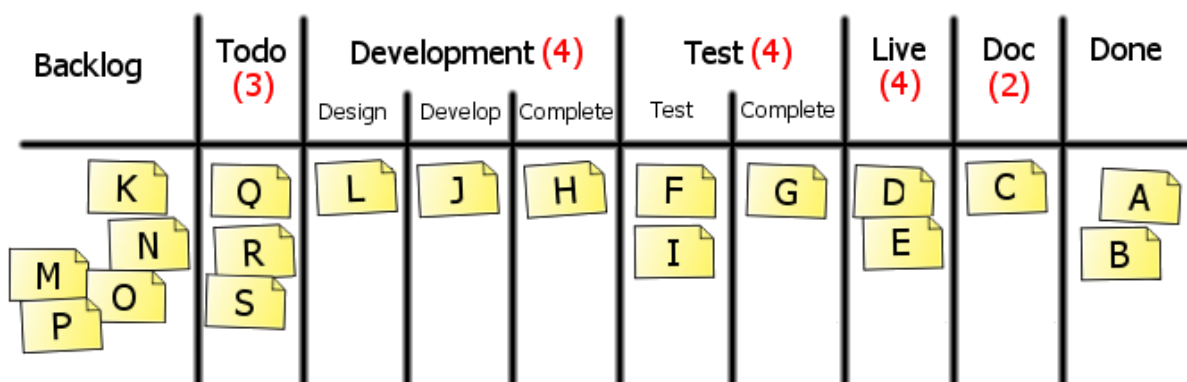 Backlog
Todo
(3)
Development (4)
Test (4)
Live
(4)
Doc
(2)
Done
Design
Develop
Complete
Test
Complete
K
N
M
O
P
Q
R
S
L
J
H
F
I
G
D
E
C
A
B